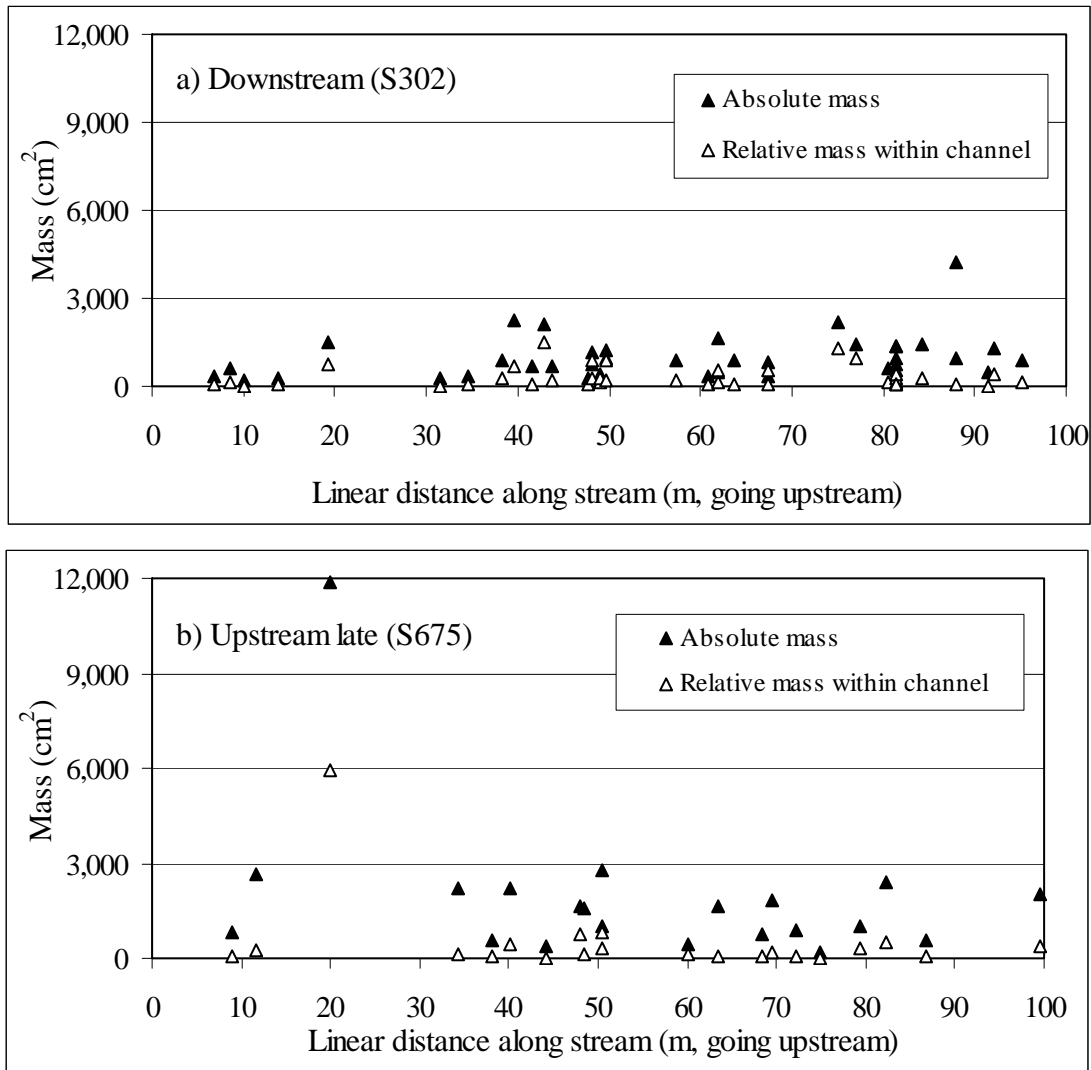 12,000
a) Downstream (S302)
▲ Absolute mass
9,000
△ Relative mass within channel
Mass (cm²)
6,000
3,000
0
0 10 20 30 40 50 60 70 80 90 100
Linear distance along stream (m, going upstream)
12,000
b) Upstream late (S675)
▲ Absolute mass
△ Relative mass within channel
9,000
Mass (cm²)
6,000
3,000
0
0 10 20 30 40 50 60 70 80 90 100
Linear distance along stream (m, going upstream)